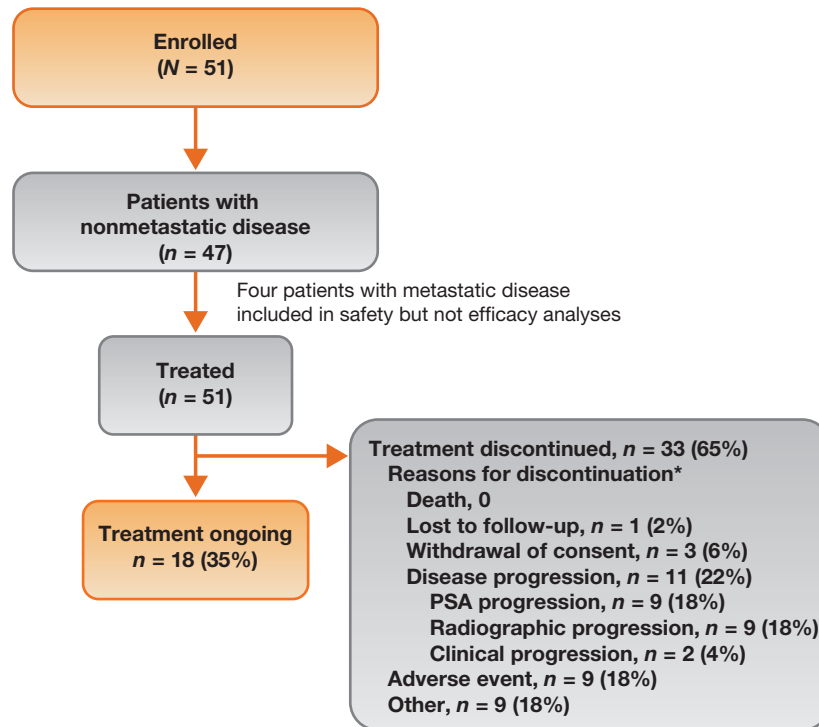 Enrolled
(N = 51)
Patients with
nonmetastatic disease
(n = 47)
Four patients with metastatic disease
included in safety but not efficacy analyses
Treated
(n = 51)
Treatment discontinued, n = 33 (65%)
Reasons for discontinuation*
Death, 0
Lost to follow-up, n = 1 (2%)
Withdrawal of consent, n = 3 (6%)
Disease progression, n = 11 (22%)
PSA progression, n = 9 (18%)
Radiographic progression, n = 9 (18%)
Clinical progression, n = 2 (4%)
Adverse event, n = 9 (18%)
Other, n = 9 (18%)
Treatment ongoing
n = 18 (35%)